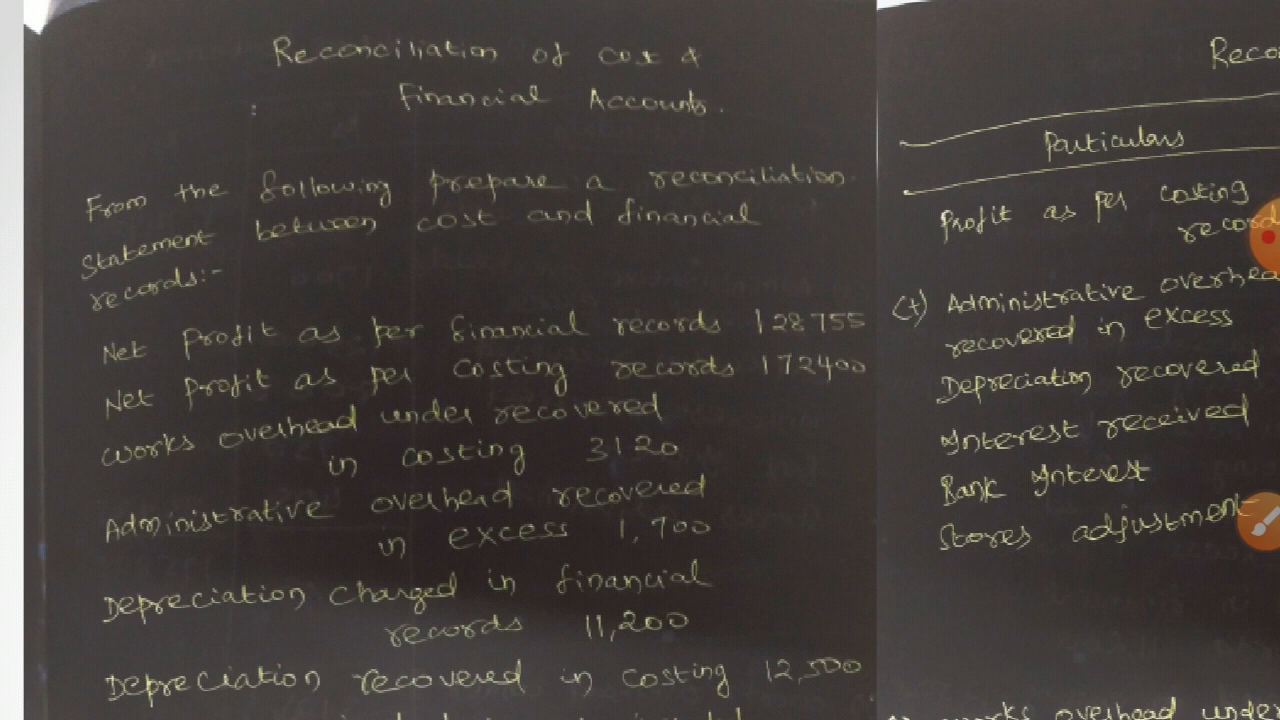 Reconciliation of cost &
Financial Accounts.
From the following prepare a reconciliation
statement between cost and financial
records:-
Net Profit as per financial records 128755
Net Profit as per costing records 172400
works overhead under recovered
in costing 3120
Administrative overhead recovered
in excess 1,700
Depreciation charged in financial
records 11,200
Depreciation recovered in costing 12,500
Particulars
Profit as per costing
(+) Administrative
recovered in excess
Depreciation recovered
Interest received
Bank Interest
Stores adjustment
works overhead